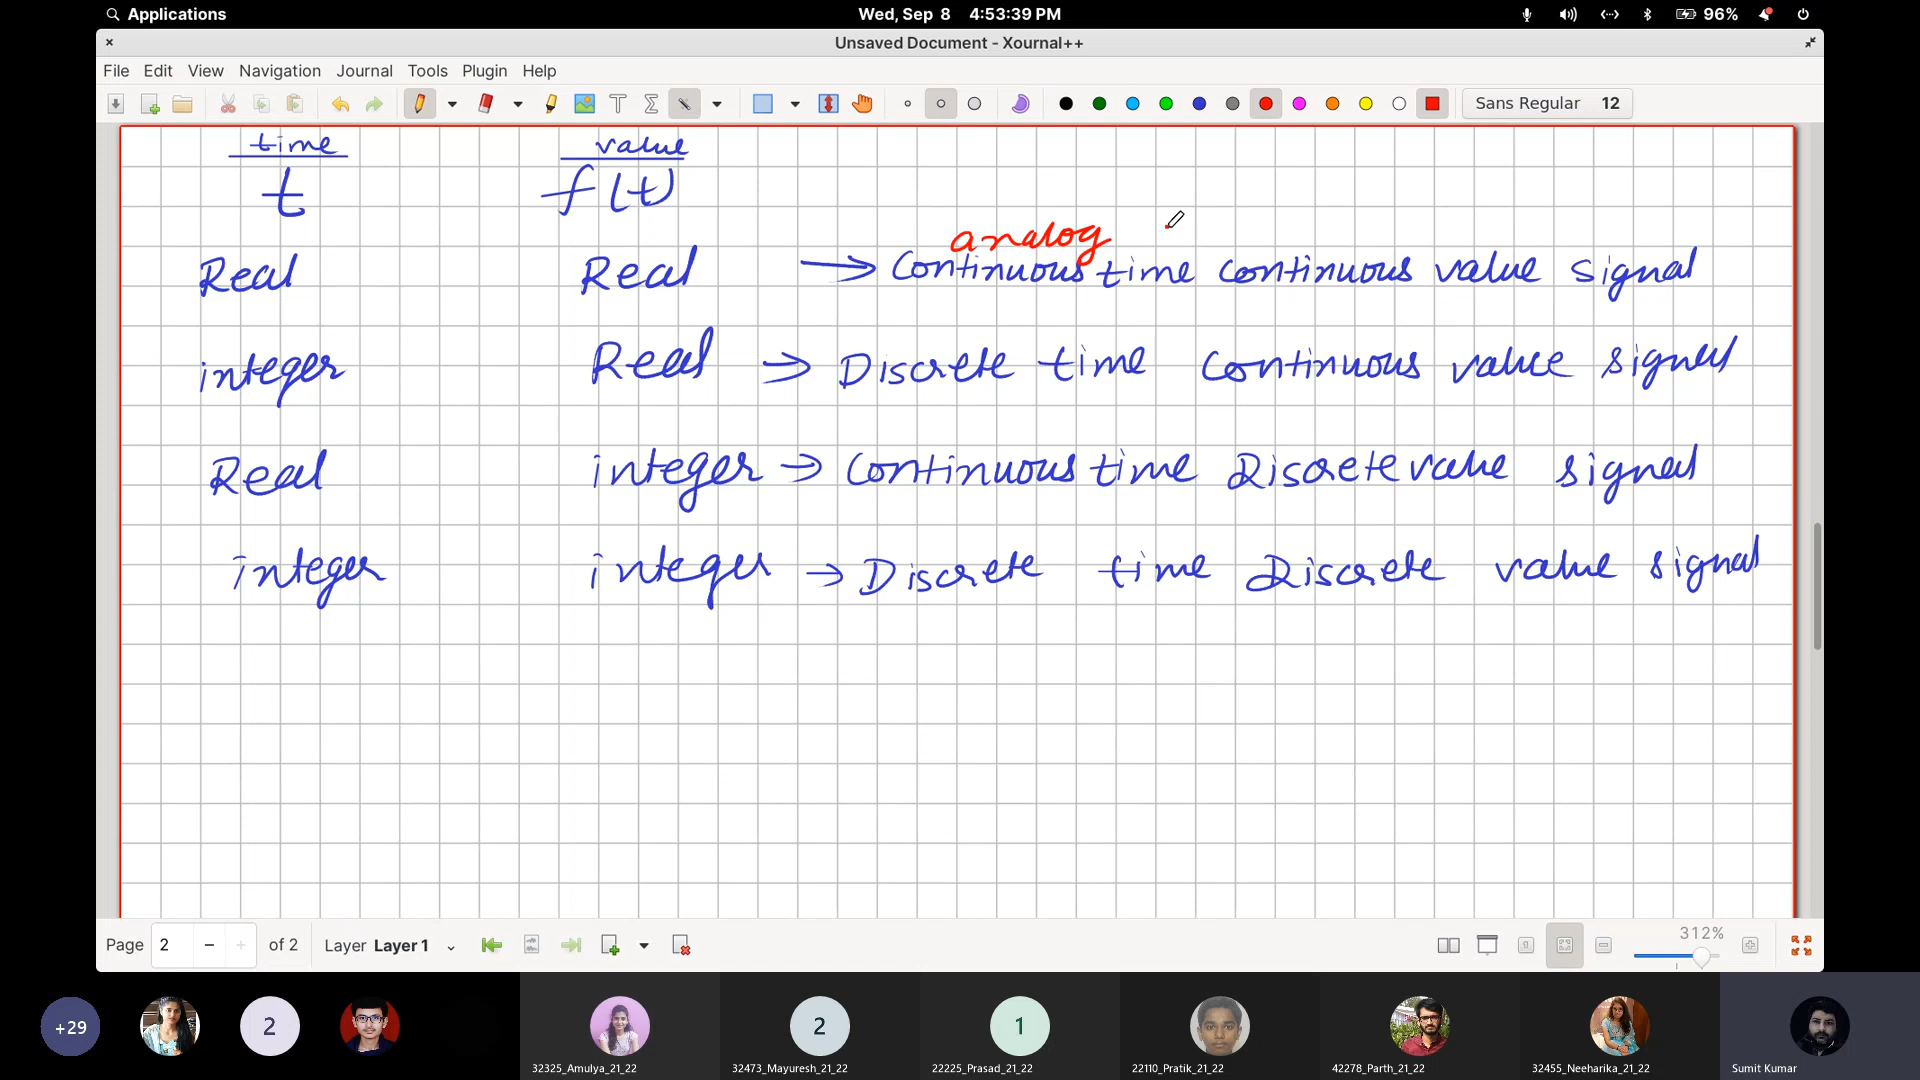 Applications
Wed, Sep 8 4:53:39 PM
96%
Unsaved Document - Xournal++
File Edit View Navigation Journal Tools Plugin Help
Sans Regular 12
time value
t f(t)
analog
Real Real → Continuous time continuous value signal
integer Real → Discrete time Continuous value signal
Real integer → Continuous time Discrete value signal
integer integer → Discrete time Discrete value signal
Page 2 of 2 Layer Layer 1
312%
+29 2 2 1
32325_Amulya_21_22 32473_Mayuresh_21_22 22225_Prasad_21_22 22110_Pratik_21_22 42278_Parth_21_22 32455_Neeharika_21_22 Sumit Kumar